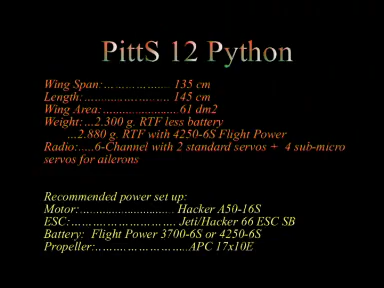 PittS 12 Python
Wing Span:……………... 135 cm
Length:........................... 145 cm
Wing Area:........................ 61 dm2
Weight:…2.300 g. RTF less battery
…2.880 g. RTF with 4250-6S Flight Power
Radio:…..6-Channel with 2 standard servos + 4 sub-micro
servos for ailerons
Recommended power set up:
Motor:…........................... Hacker A50-16S
ESC:………………………. Jeti/Hacker 66 ESC SB
Battery: Flight Power 3700-6S or 4250-6S
Propeller:…………………...APC 17x10E